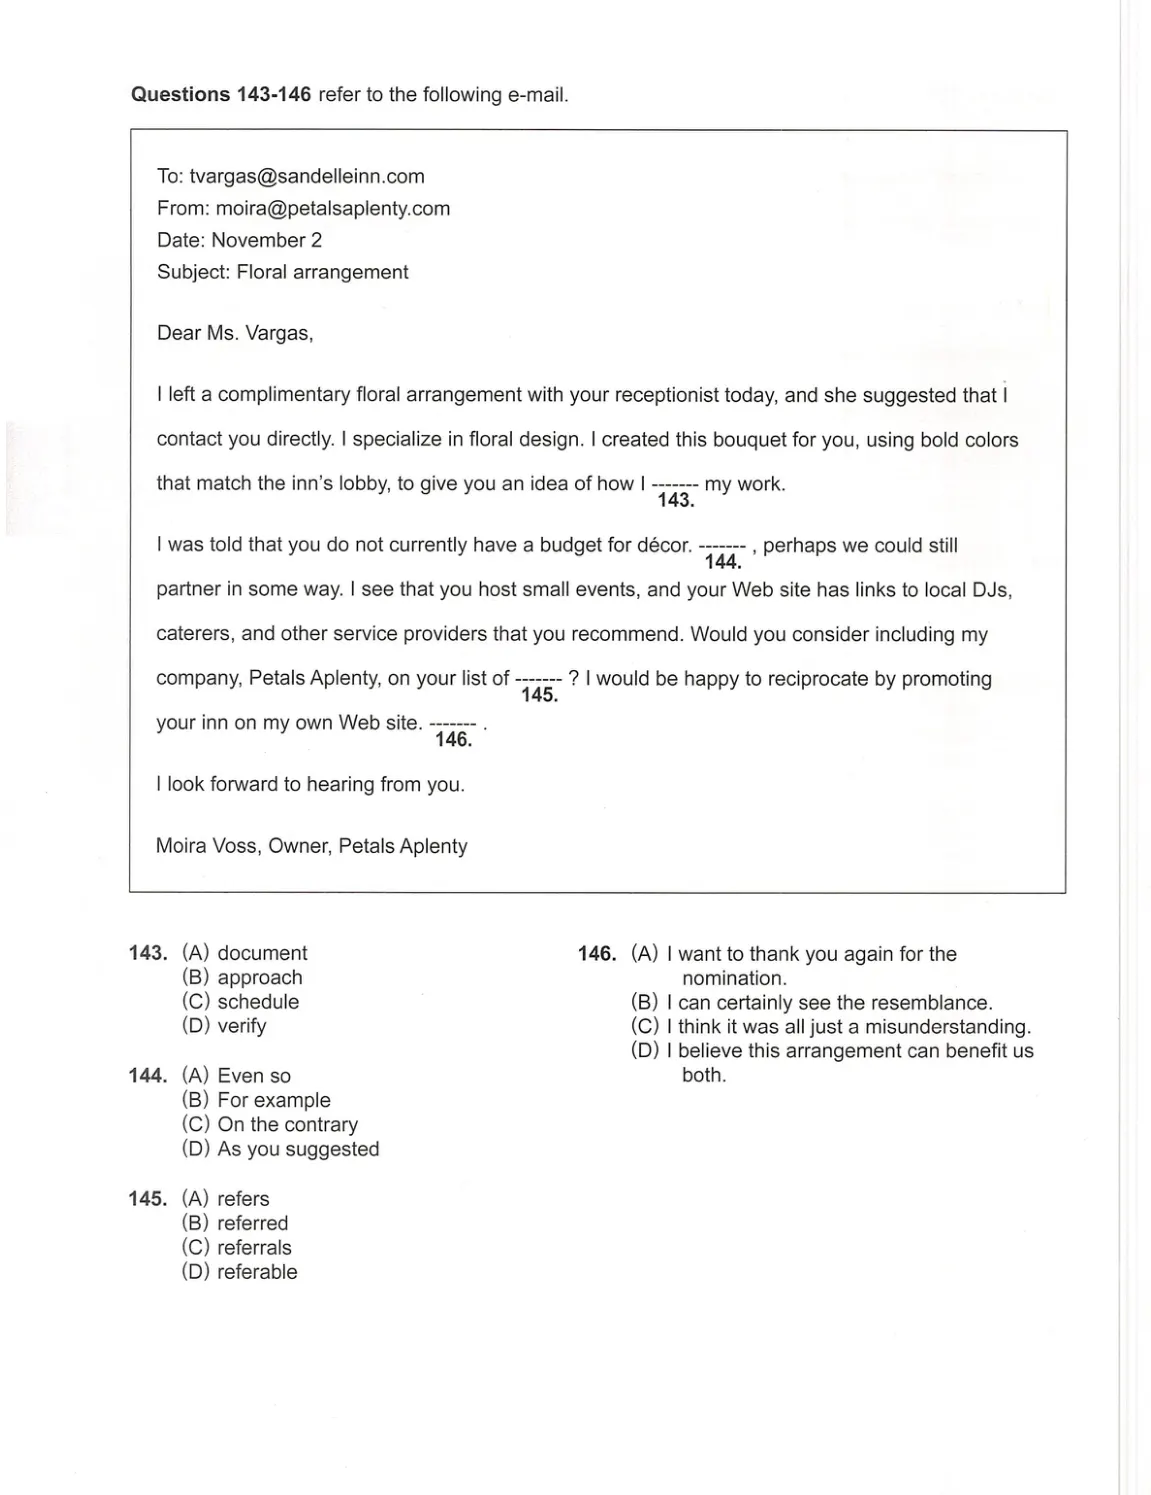 Questions 143-146 refer to the following e-mail.
To: tvargas@sandelleinn.com
From: moira@petalsaplenty.com
Date: November 2
Subject: Floral arrangement
Dear Ms. Vargas,
I left a complimentary floral arrangement with your receptionist today, and she suggested that I
contact you directly. I specialize in floral design. I created this bouquet for you, using bold colors
that match the inn's lobby, to give you an idea of how I ------- my work.
143.
I was told that you do not currently have a budget for décor. ------- , perhaps we could still
144.
partner in some way. I see that you host small events, and your Web site has links to local DJs,
caterers, and other service providers that you recommend. Would you consider including my
company, Petals Aplenty, on your list of ------- ? I would be happy to reciprocate by promoting
145.
your inn on my own Web site. ------- .
146.
I look forward to hearing from you.
Moira Voss, Owner, Petals Aplenty
143. (A) document
(B) approach
(C) schedule
(D) verify
144. (A) Even so
(B) For example
(C) On the contrary
(D) As you suggested
145. (A) refers
(B) referred
(C) referrals
(D) referable
146. (A) I want to thank you again for the
nomination.
(B) I can certainly see the resemblance.
(C) I think it was all just a misunderstanding.
(D) I believe this arrangement can benefit us
both.